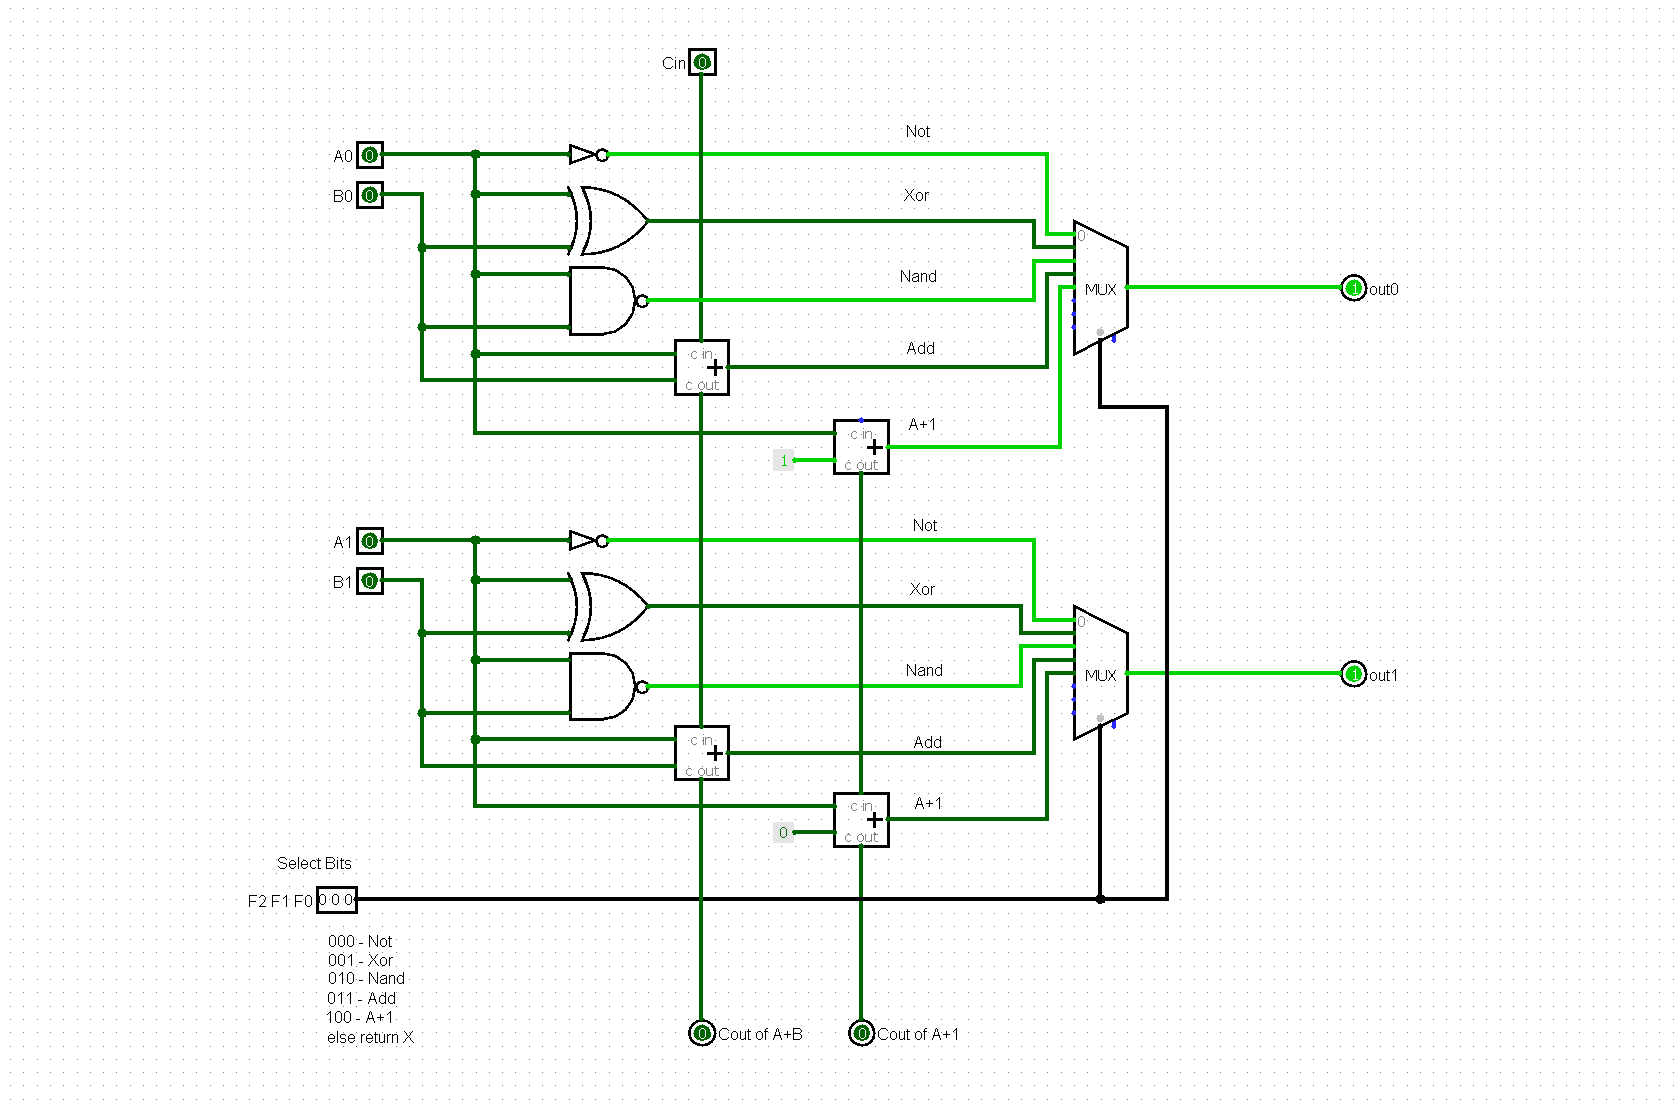 Cin 0
Not
A0 0
B0 0
Xor
0
Nand
MUX
1 out0
Add
c in
c out
A+1
c in
1
c out
Not
A1 0
B1 0
Xor
0
Nand
MUX
1 out1
Add
c in
c out
A+1
c in
0
c out
Select Bits
F2 F1 F0 0 0 0
000 - Not
001 - Xor
010 - Nand
011 - Add
100 - A+1
else return X
0 Cout of A+B
0 Cout of A+1